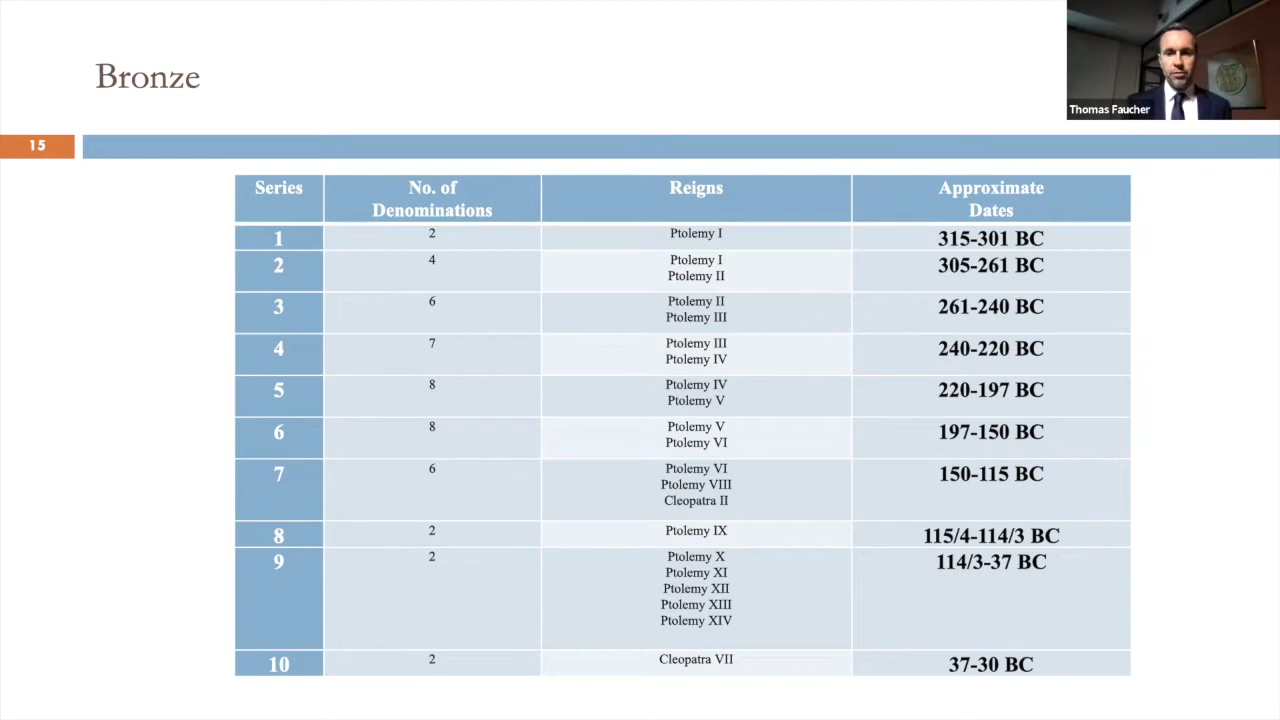 Bronze
Thomas Faucher
15
Series
No. of
Denominations
Reigns
Approximate
Dates
1
2
Ptolemy I
315-301 BC
2
4
Ptolemy I
Ptolemy II
305-261 BC
3
6
Ptolemy II
Ptolemy III
261-240 BC
4
7
Ptolemy III
Ptolemy IV
240-220 BC
5
8
Ptolemy IV
Ptolemy V
220-197 BC
6
8
Ptolemy V
Ptolemy VI
197-150 BC
7
6
Ptolemy VI
Ptolemy VIII
Cleopatra II
150-115 BC
8
2
Ptolemy IX
115/4-114/3 BC
9
2
Ptolemy X
Ptolemy XI
Ptolemy XII
Ptolemy XIII
Ptolemy XIV
114/3-37 BC
10
2
Cleopatra VII
37-30 BC